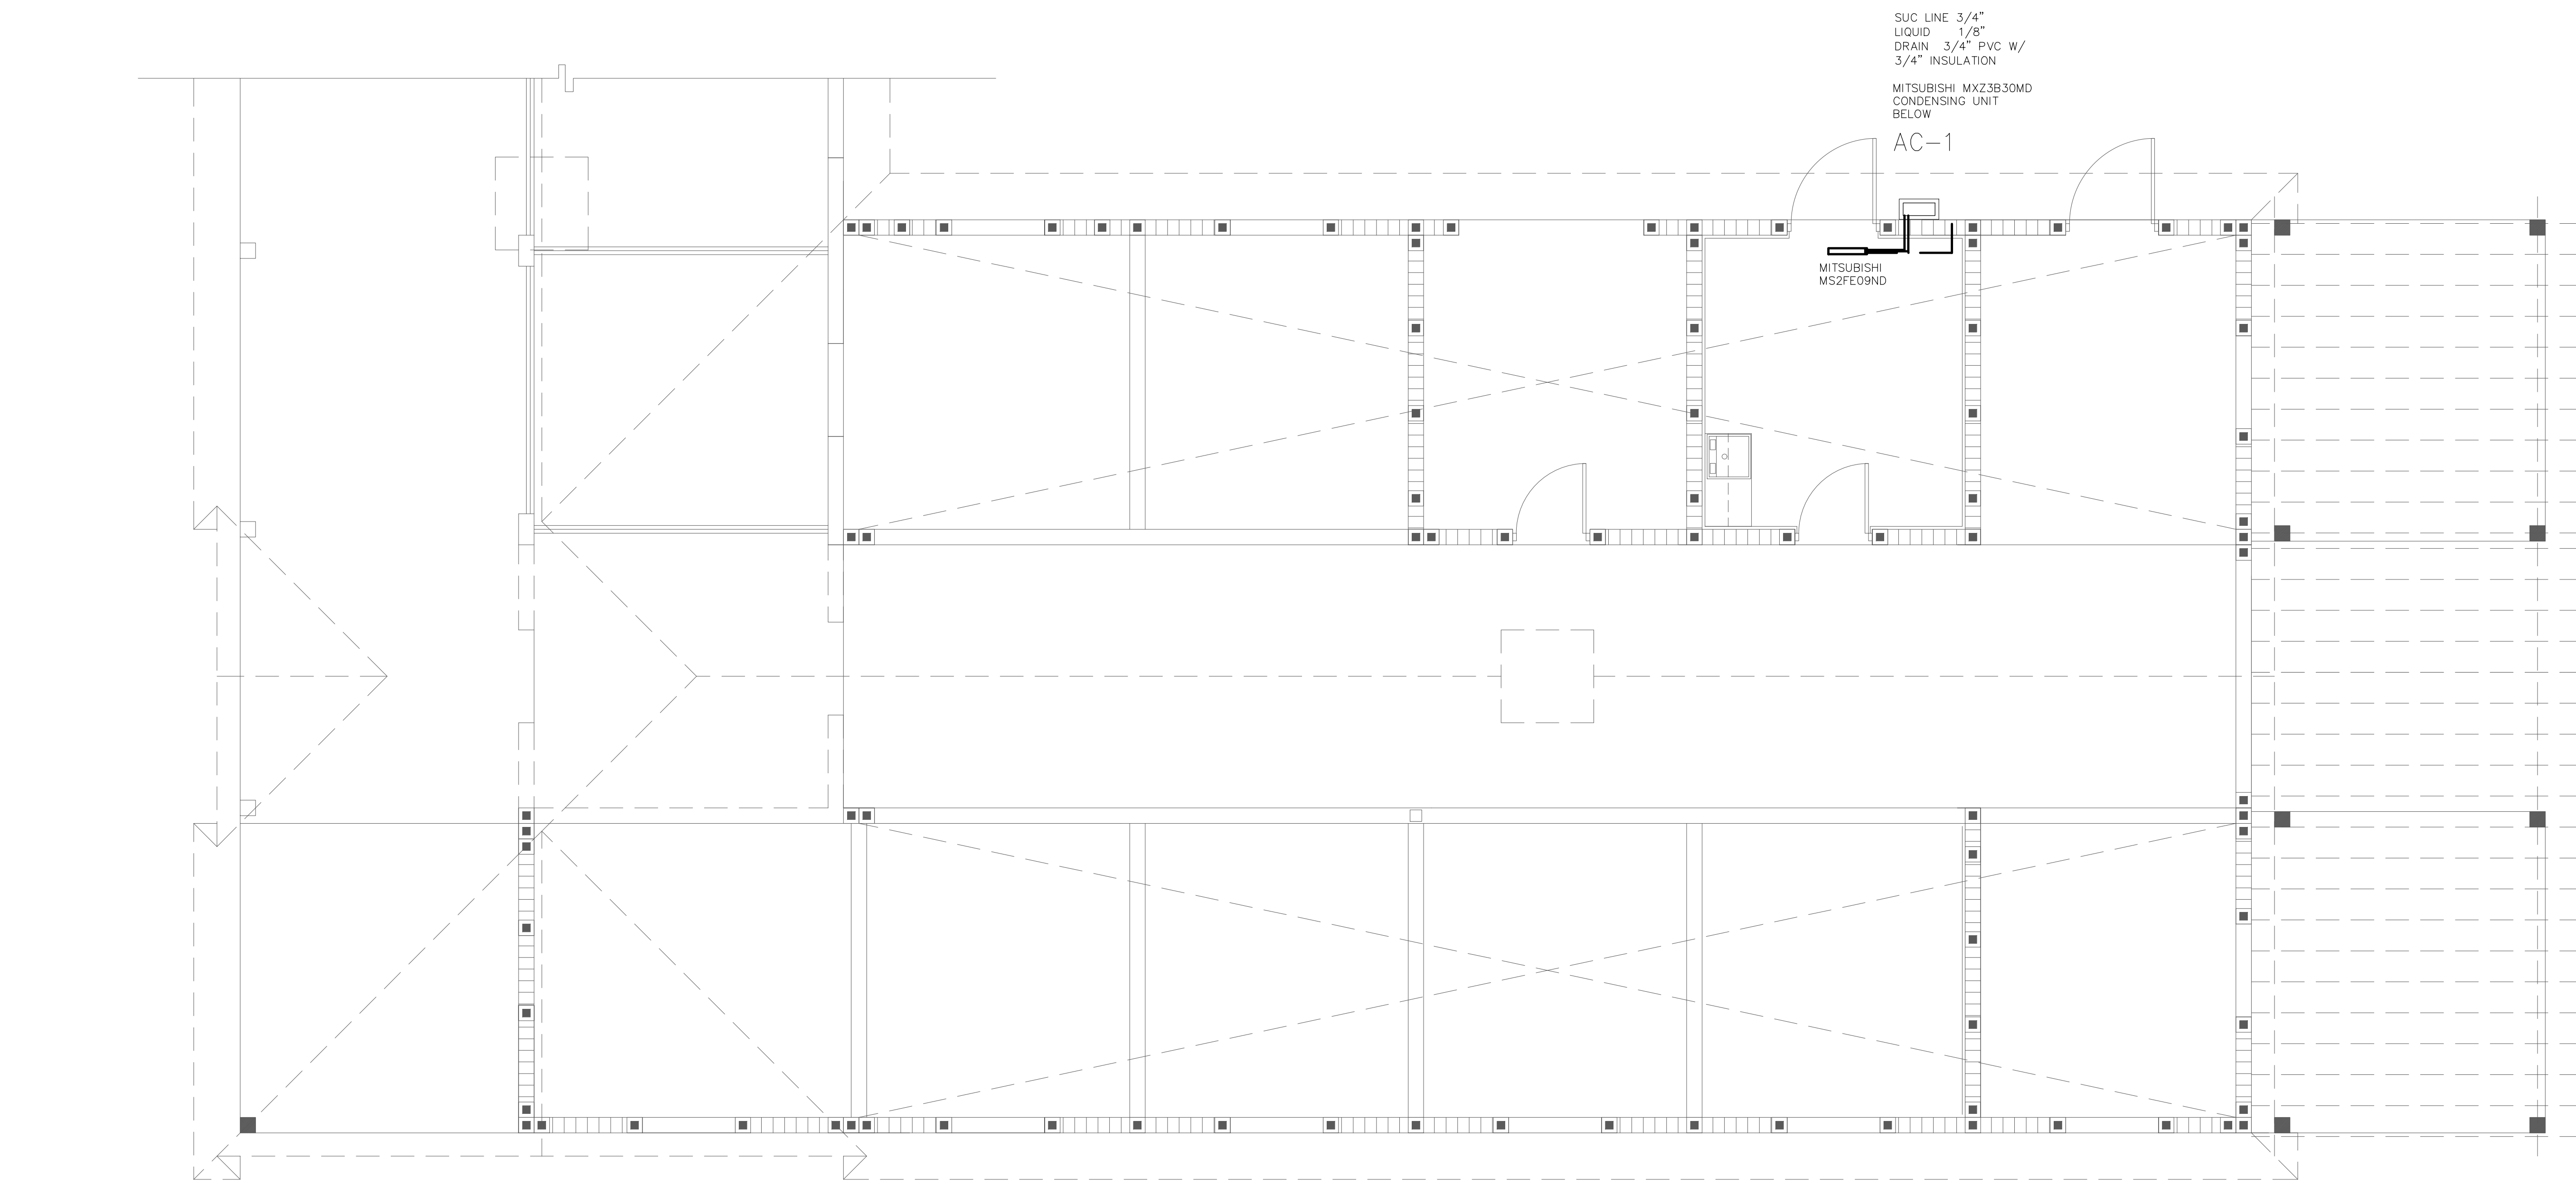 SUC LINE 3/4"
LIQUID 1/8"
DRAIN 3/4" PVC W/
3/4" INSULATION
MITSUBISHI MXZ3B30MD
CONDENSING UNIT
BELOW
AC-1
MITSUBISHI
MS2FE09ND